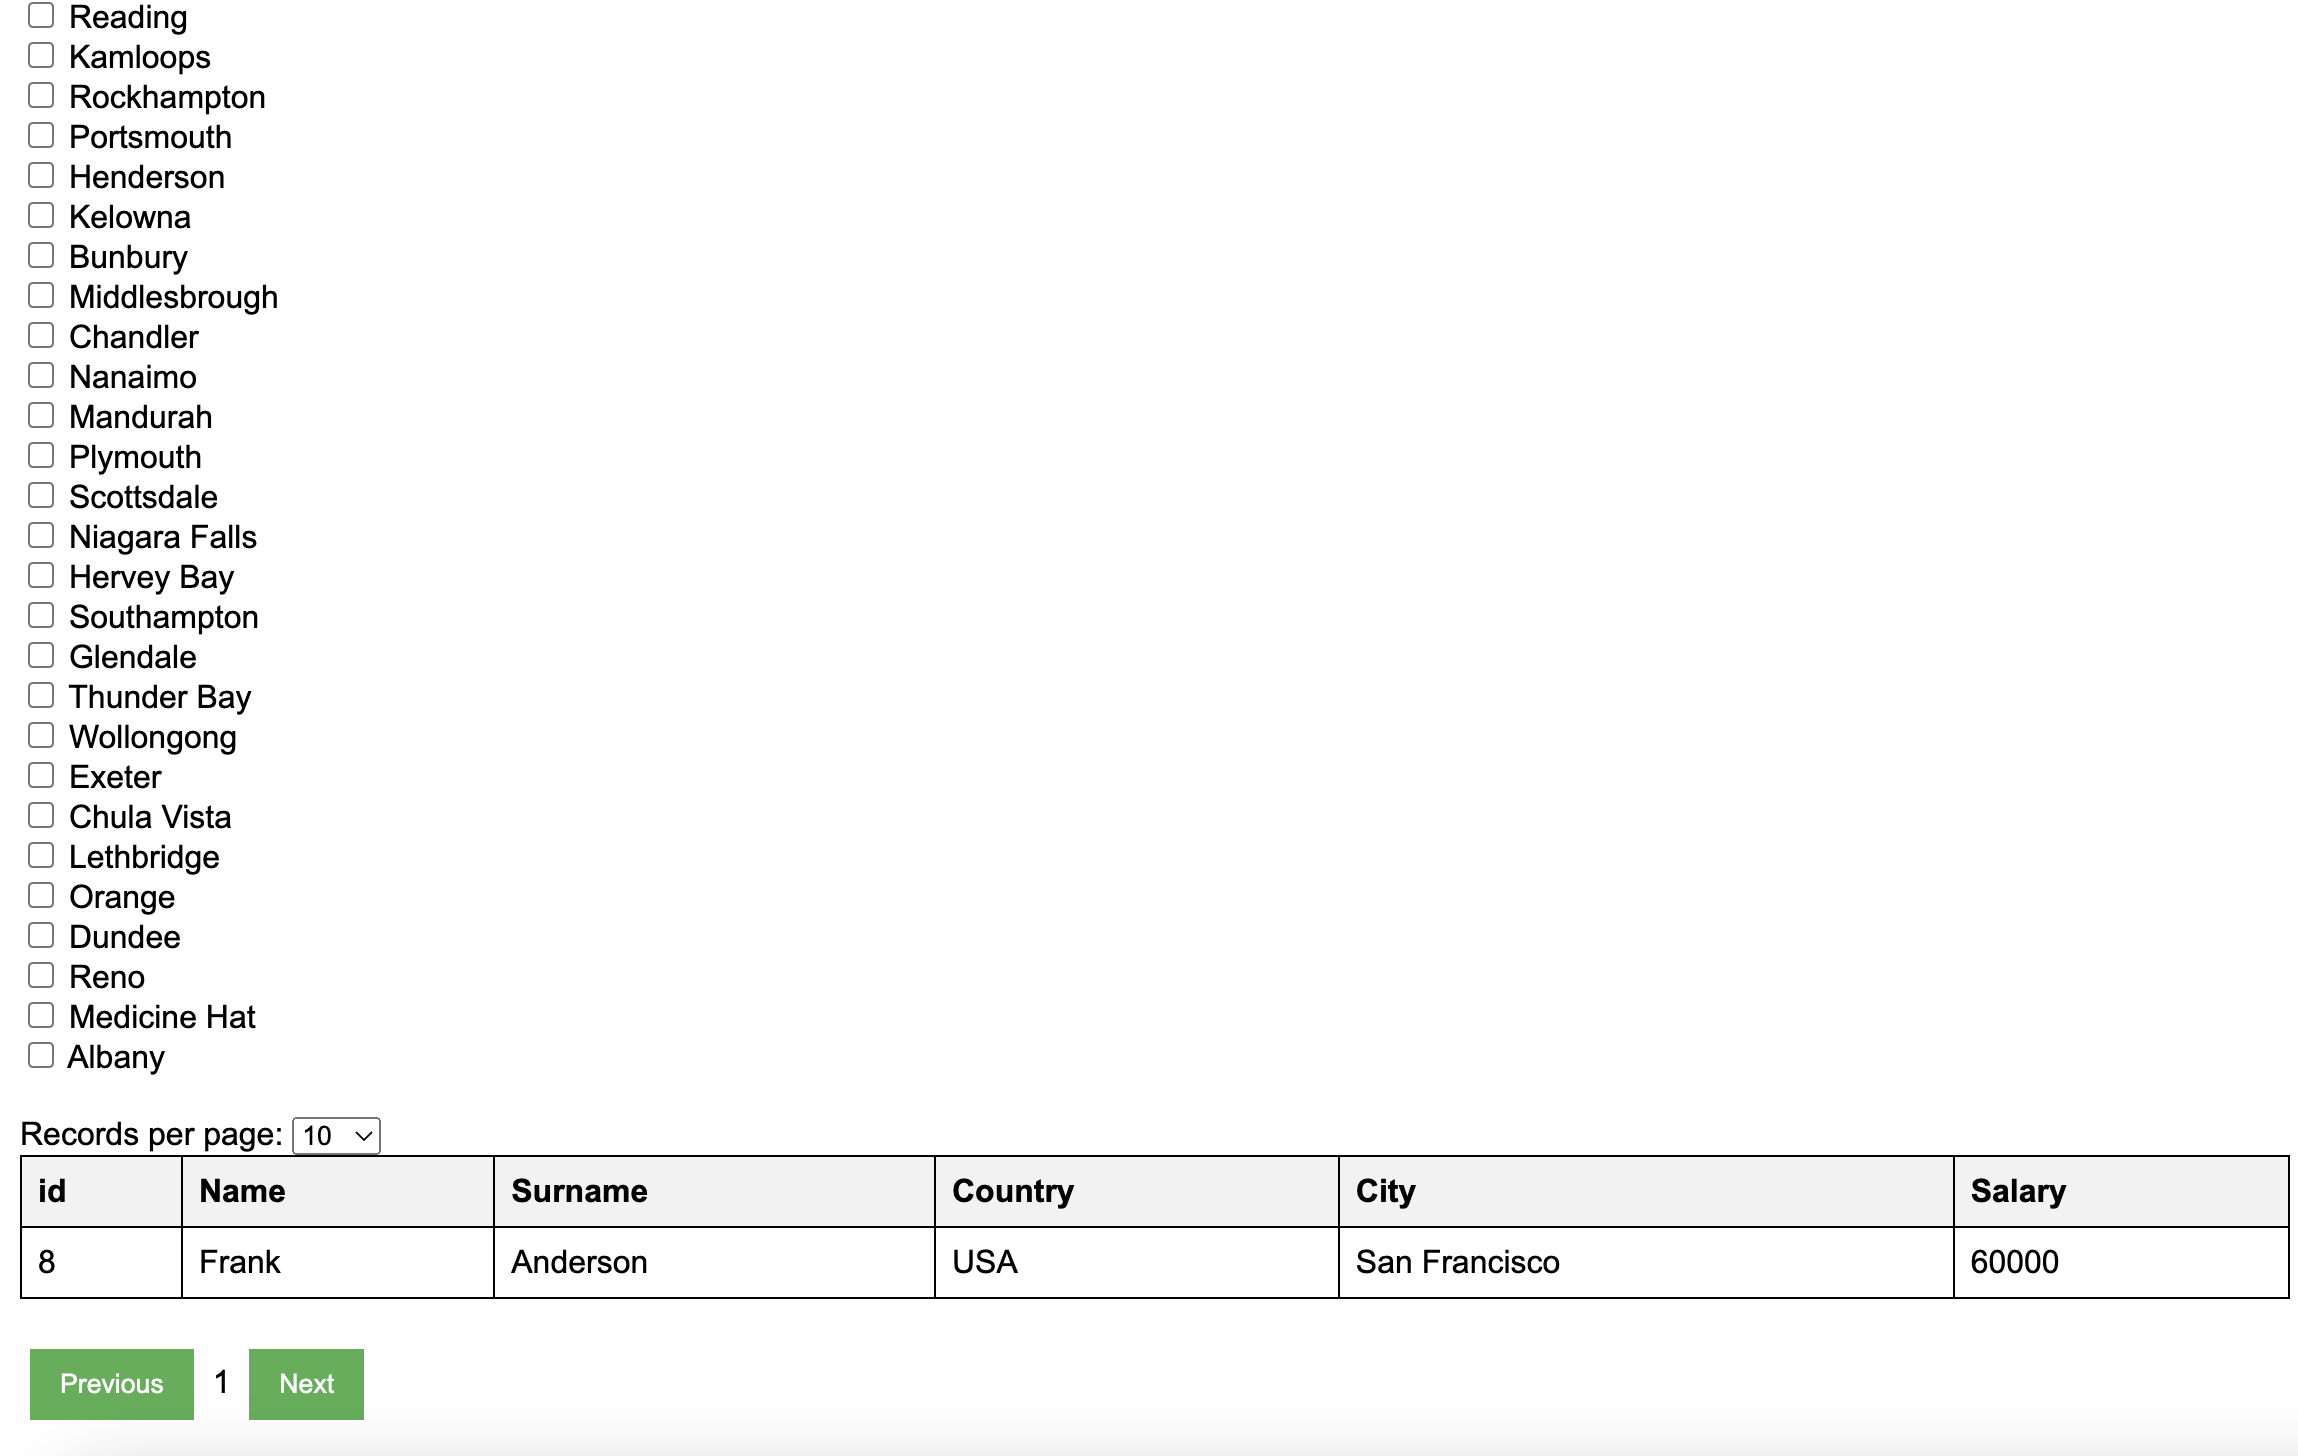 Reading
Kamloops
Rockhampton
Portsmouth
Henderson
Kelowna
Bunbury
Middlesbrough
Chandler
Nanaimo
Mandurah
Plymouth
Scottsdale
Niagara Falls
Hervey Bay
Southampton
Glendale
Thunder Bay
Wollongong
Exeter
Chula Vista
Lethbridge
Orange
Dundee
Reno
Medicine Hat
Albany
Records per page: 10
id Name Surname Country City Salary
8 Frank Anderson USA San Francisco 60000
Previous 1 Next